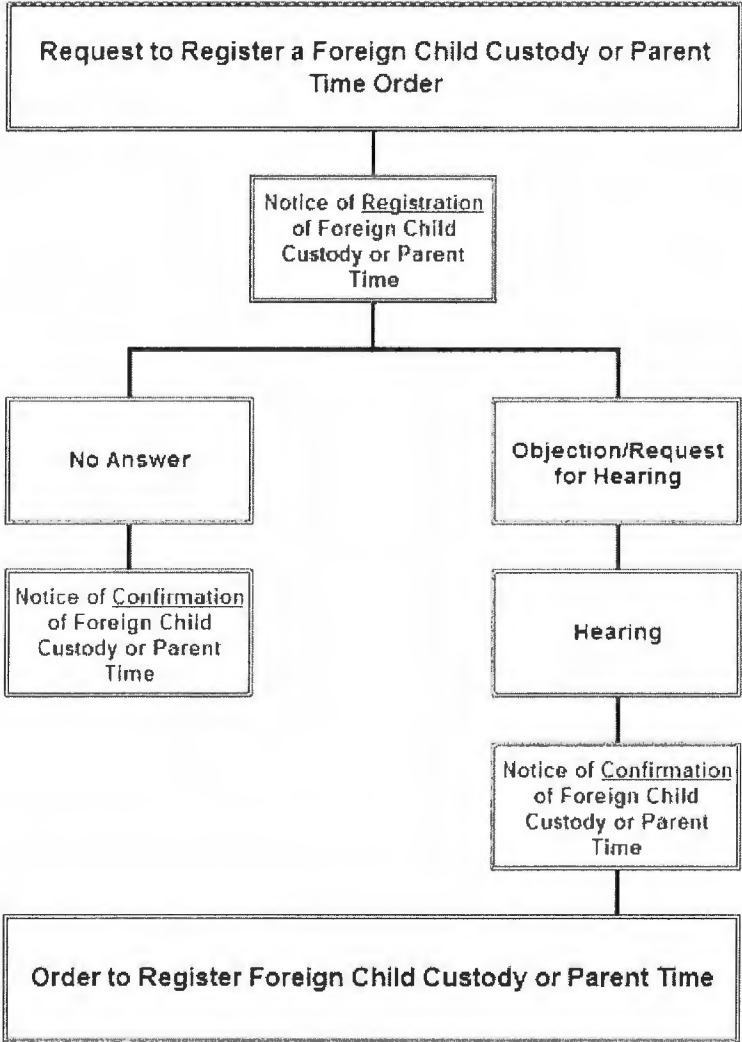 Request to Register a Foreign Child Custody or Parent
Time Order
Notice of Registration
of Foreign Child
Custody or Parent
Time
No Answer
Objection/Request
for Hearing
Notice of Confirmation
of Foreign Child
Custody or Parent
Time
Hearing
Notice of Confirmation
of Foreign Child
Custody or Parent
Time
Order to Register Foreign Child Custody or Parent Time